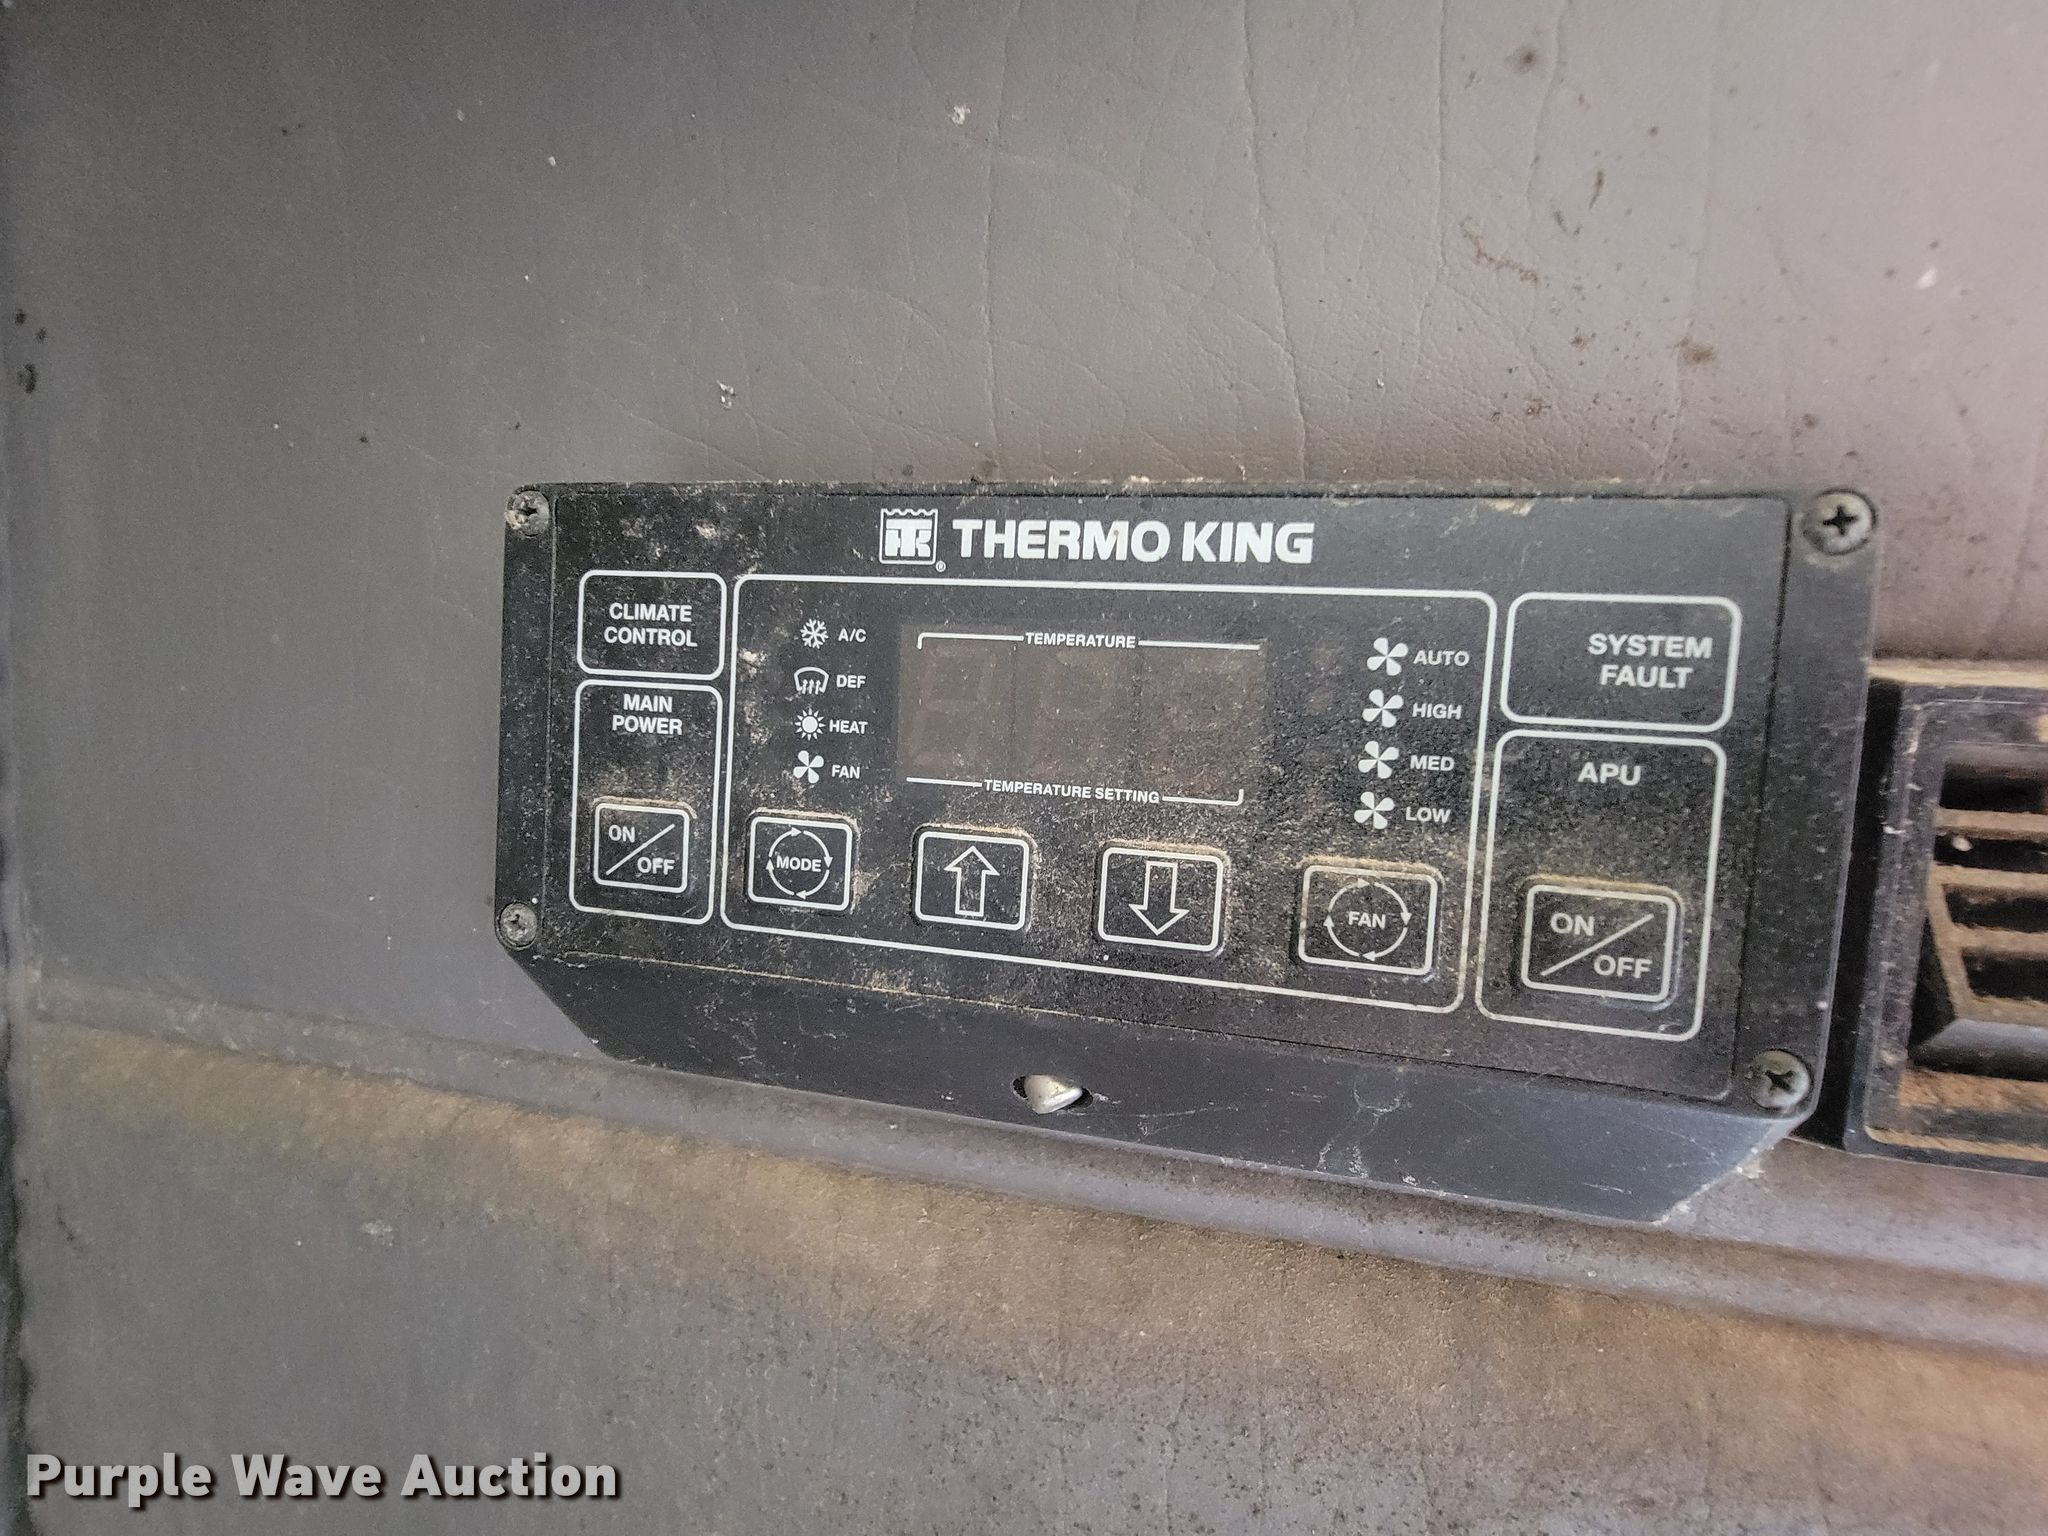 THERMO KING
®
CLIMATE
CONTROL
MAIN
POWER
ON
OFF
A/C
DEF
HEAT
FAN
TEMPERATURE
TEMPERATURE SETTING
AUTO
HIGH
MED
LOW
MODE
FAN
SYSTEM
FAULT
APU
ON
OFF
Purple Wave Auction